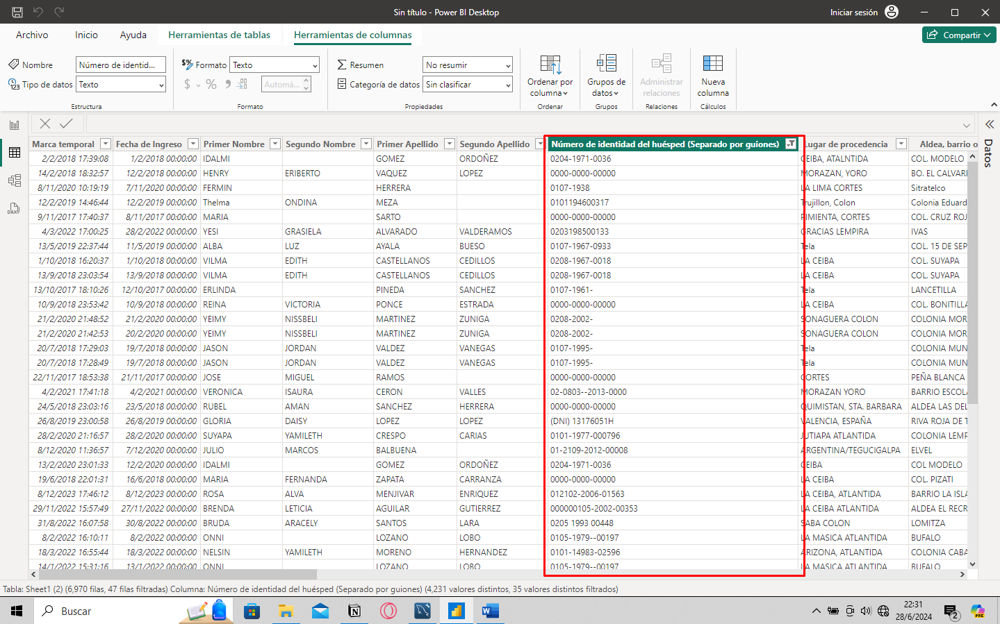 Sin título - Power BI Desktop
Iniciar sesión
Archivo Inicio Ayuda Herramientas de tablas Herramientas de columnas
Compartir
Nombre Número de identid...
Tipo de datos Texto
Estructura
Formato Texto
$ % 9 Automá...
Formato
Resumen No resumir
Categoría de datos Sin clasificar
Propiedades
Ordenar por columna
Ordenar
Grupos de datos
Grupos
Administrar relaciones
Relaciones
Nueva columna
Cálculos
Datos
Marca temporal Fecha de Ingreso Primer Nombre Segundo Nombre Primer Apellido Segundo Apellido Número de identidad del huésped (Separado por guiones) Lugar de procedencia Aldea, barrio o
2/2/2018 17:39:08 1/2/2018 00:00:00 IDALMI GOMEZ ORDOÑEZ 0204-1971-0036 CEIBA, ATALNTIDA COL. MODELO
14/2/2018 18:32:57 12/2/2018 00:00:00 HENRY ERIBERTO VAQUEZ LOPEZ 0000-0000-00000 MORAZAN, YORO BO. EL CALVARI
8/11/2020 10:19:19 7/11/2020 00:00:00 FERMIN HERRERA 0107-1938 LA LIMA CORTES Sitratelco
12/2/2019 14:46:44 12/2/2019 00:00:00 Thelma ONDINA MEZA 0101194600317 Trujillon, Colon Colonia Eduard
9/11/2017 17:40:37 8/11/2017 00:00:00 MARIA SARTO 0000-0000-00000 PIMIENTA, CORTES COL. CRUZ ROJ
4/3/2022 17:00:25 28/2/2022 00:00:00 YESI GRASIELA ALVARADO VALDERAMOS 0203198500133 GRACIAS LEMPIRA IVAS
13/5/2019 22:37:44 11/5/2019 00:00:00 ALBA LUZ AYALA BUESO 0107-1967-0933 Tela COL. 15 DE SEP
1/10/2018 16:20:37 1/10/2018 00:00:00 VILMA EDITH CASTELLANOS CEDILLOS 0208-1967-0018 LA CEIBA COL. SUYAPA
13/9/2018 23:03:54 13/9/2018 00:00:00 VILMA EDITH CASTELLANOS CEDILLOS 0208-1967-0018 LA CEIBA COL. SUYAPA
13/10/2017 18:10:26 12/10/2017 00:00:00 ERLINDA PINEDA SANCHEZ 0107-1961- Tela LANCETILLA
10/9/2018 23:53:42 10/9/2018 00:00:00 REINA VICTORIA PONCE ESTRADA 0000-0000-00000 LA CEIBA COL. BONITILLA
21/2/2020 21:48:52 21/2/2020 00:00:00 YEIMY NISSBELI MARTINEZ ZUNIGA 0208-2002- SONAGUERA COLON COLONIA MOR
21/2/2020 21:42:53 20/2/2020 00:00:00 YEIMY NISSBELI MARTINEZ ZUNIGA 0208-2002- SONAGUERA COLON COLONIA MOR
20/7/2018 17:29:03 19/7/2018 00:00:00 JASON JORDAN VALDEZ VANEGAS 0107-1995- Tela COLONIA MUN
20/7/2018 17:28:49 19/7/2018 00:00:00 JASON JORDAN VALDEZ VANEGAS 0107-1995- Tela COLONIA MUN
22/11/2017 18:53:38 21/11/2017 00:00:00 JOSE MIGUEL RAMOS 0000-0000-00000 CORTES PEÑA BLANCA
4/2/2021 17:41:18 4/2/2021 00:00:00 VERONICA ISAURA CERON VALLES 02-0803--2013-0000 MORAZAN YORO BARRIO ESCOL
24/5/2018 23:03:16 23/5/2018 00:00:00 RUBEL AMAN SANCHEZ HERRERA 0000-0000-00000 QUIMISTAN, STA. BARBARA ALDEA LAS DEL
26/8/2019 23:00:58 26/8/2019 00:00:00 GLORIA DAISY LOPEZ LOPEZ (DNI) 13176051H VALENCIA, ESPAÑA RIVA ROJA DE T
28/2/2020 21:16:57 28/2/2020 00:00:00 SUYAPA YAMILETH CRESPO CARIAS 0101-1977-000796 JUTIAPA ATLANTIDA COLONIA LEMP
8/12/2020 11:36:57 7/12/2020 00:00:00 JULIO MARCOS BALBUENA 01-2109-2012-00008 ARGENTINA/TEGUCIGALPA ELVEL
13/2/2020 23:01:33 12/2/2020 00:00:00 IDALMI GOMEZ ORDOÑEZ 0204-1971-0036 CEIBA COL MODELO
19/6/2018 22:01:31 16/6/2018 00:00:00 MARIA FERNANDA ZAPATA CARRANZA 0000-0000-00000 LA CEIBA COL. PIZATI
8/12/2023 17:46:12 8/12/2023 00:00:00 ROSA ALVA MENJIVAR ENRIQUEZ 012102-2006-01563 LA CEIBA, ATLANTIDA BARRIO LA ISLA
29/11/2022 15:57:49 27/11/2022 00:00:00 BRENDA LETICIA AGUILAR GUTIERREZ 000000105-2002-00353 LA CEIBA ATLANTIDA ALDEA EL RECR
31/8/2022 16:07:58 30/8/2022 00:00:00 BRUDA ARACELY SANTOS LARA 0205 1993 00448 SABA COLON LOMITZA
8/2/2022 16:10:11 8/2/2022 00:00:00 ONNI LOZANO LOBO 0105-1979--00197 LA MASICA ATLANTIDA BUFALO
18/3/2022 16:55:44 18/3/2022 00:00:00 NELSIN YAMILETH MORENO HERNANDEZ 0101-14983-02596 ARIZONA, ATLANTIDA COLONIA CABA
14/1/2022 15:31:16 13/1/2022 00:00:00 ONNI LOZANO LOBO 0105-1979--00197 LA MASICA ATLANTIDA BUFALO
Tabla: Sheet1 (2) (6,970 filas, 47 filas filtradas) Columna: Número de identidad del huésped (Separado por guiones) (4,231 valores distintos, 35 valores distintos filtrados)
Buscar
22:31
28/6/2024
2
PRE